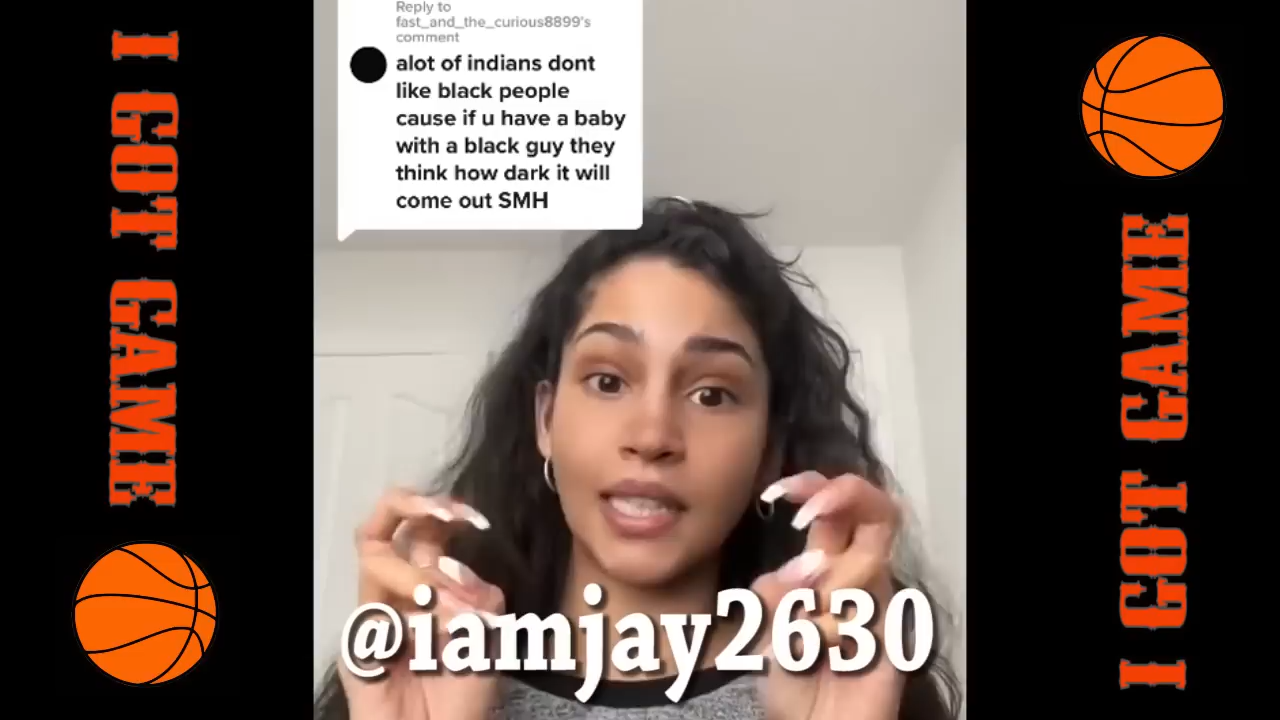 I GOT GAME
Reply to
fast_and_the_curious8899's
comment
alot of indians dont
like black people
cause if u have a baby
with a black guy they
think how dark it will
come out SMH
@iamjay2630
I GOT GAME